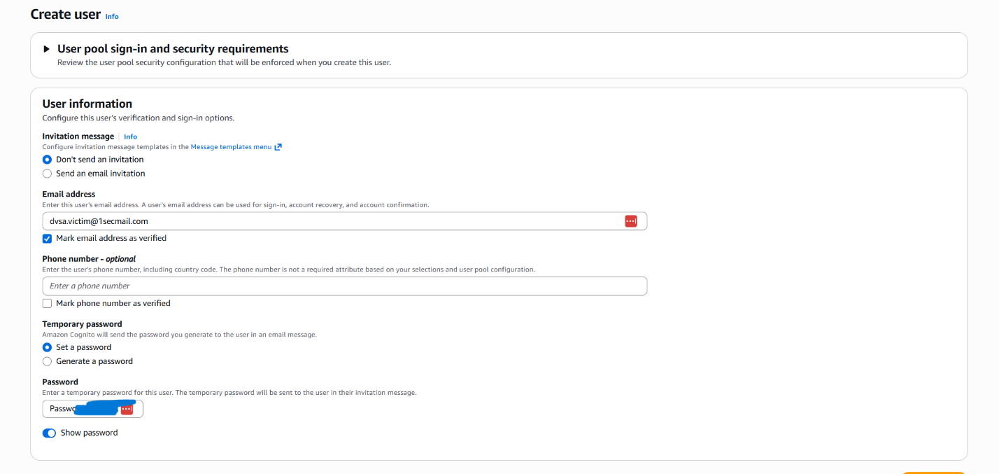 Create user Info
User pool sign-in and security requirements
Review the user pool security configuration that will be enforced when you create this user.
User information
Configure this user's verification and sign-in options.
Invitation message Info
Configure invitation message templates in the Message templates menu
Don't send an invitation
Send an email invitation
Email address
Enter this user's email address. A user's email address can be used for sign-in, account recovery, and account confirmation.
dvsa.victim@1secmail.com
Mark email address as verified
Phone number - optional
Enter the user's phone number, including country code. The phone number is not a required attribute based on your selections and user pool configuration.
Enter a phone number
Mark phone number as verified
Temporary password
Amazon Cognito will send the password you generate to the user in an email message.
Set a password
Generate a password
Password
Enter a temporary password for this user. The temporary password will be sent to the user in their invitation message.
Show password